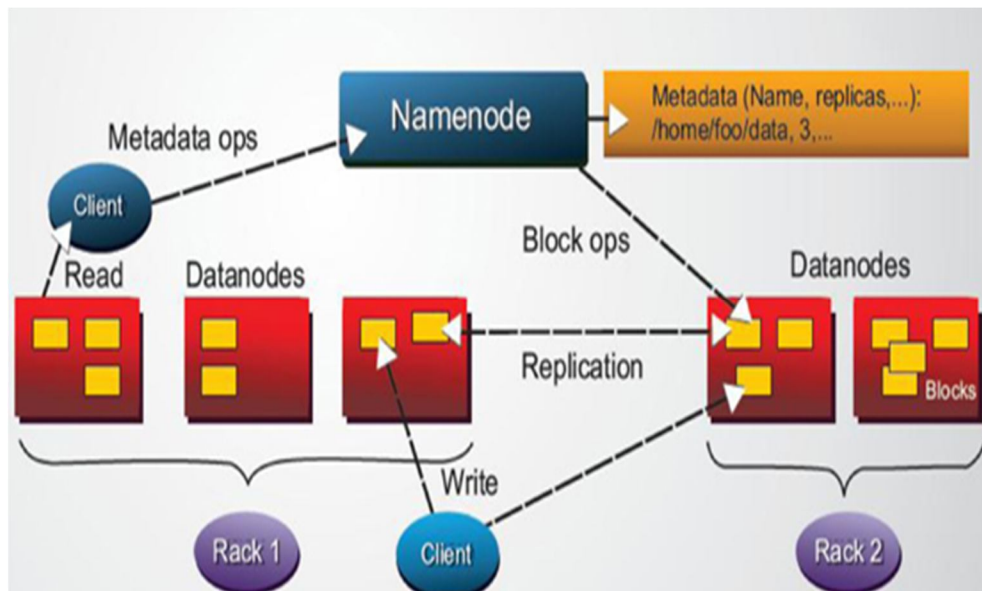 Namenode
Metadata (Name, replicas,...):
/home/foo/data, 3,...
Metadata ops
Client
Block ops
Read
Datanodes
Datanodes
Replication
Blocks
Write
Rack 1
Client
Rack 2